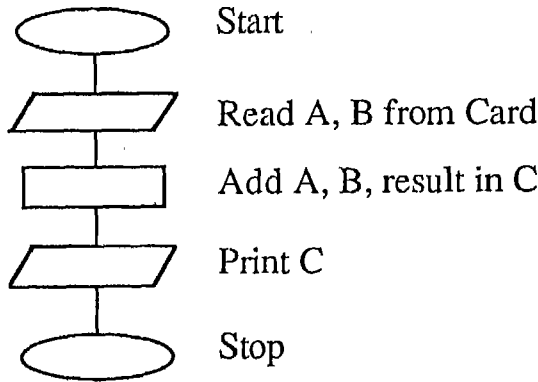 Start
Read A, B from Card
Add A, B, result in C
Print C
Stop